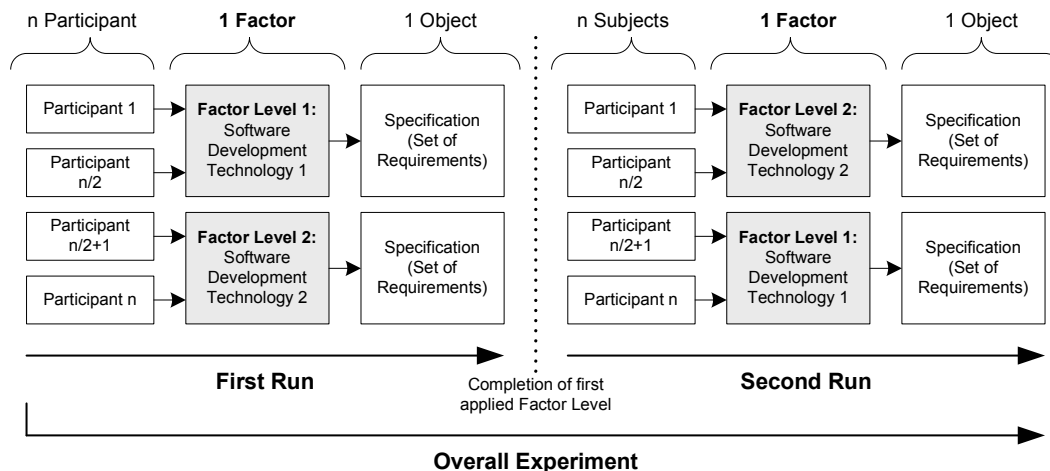 n Participant
1 Factor
1 Object
n Subjects
1 Factor
1 Object
Participant 1
Participant
n/2
Factor Level 1:
Software
Development
Technology 1
Specification
(Set of
Requirements)
Participant
n/2+1
Participant n
Factor Level 2:
Software
Development
Technology 2
Specification
(Set of
Requirements)
Participant 1
Participant
n/2
Factor Level 2:
Software
Development
Technology 2
Specification
(Set of
Requirements)
Participant
n/2+1
Participant n
Factor Level 1:
Software
Development
Technology 1
Specification
(Set of
Requirements)
First Run
Completion of first
applied Factor Level
Second Run
Overall Experiment